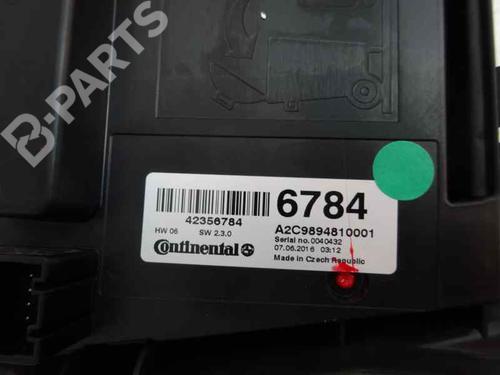 B-PARTS
42356784
HW 06 SW 2.3.0
Continental
6784
A2C9894810001
Serial no. 0040432
07.06.2016 03:12
Made in Czech Republic